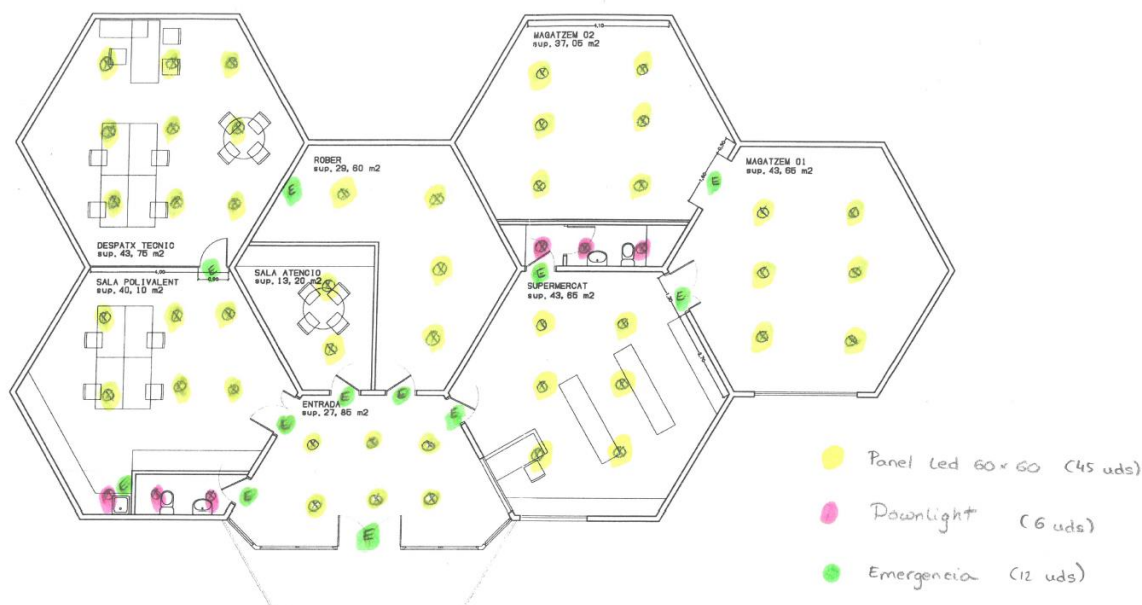 4,10
MAGATZEM 02
sup. 37, 05 m2
ROBER
sup. 29, 60 m2
MAGATZEM 01
sup. 43, 65 m2
E
E
DESPATX TECNIC
sup. 43, 75 m2
SALA ATENCIO
sup. 13, 20 m2
E
E
SALA POLIVALENT
sup. 40, 10 m2
SUPERMERCAT
sup. 43, 65 m2
E
E
E
ENTRADA
sup. 27, 85 m2
E
E
E
E
E
Panel Led 60 x 60 (45 uds)
Downlight (6 uds)
Emergencia (12 uds)